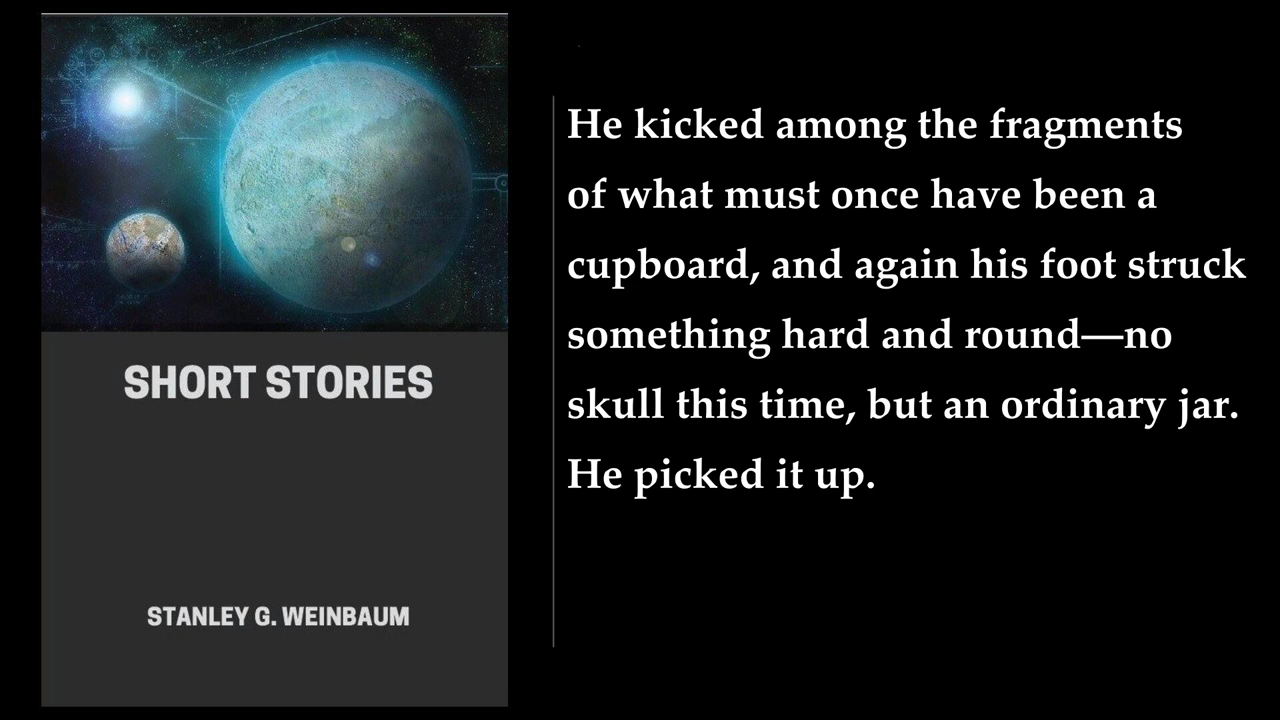 SHORT STORIES
STANLEY G. WEINBAUM
He kicked among the fragments
of what must once have been a
cupboard, and again his foot struck
something hard and round—no
skull this time, but an ordinary jar.
He picked it up.